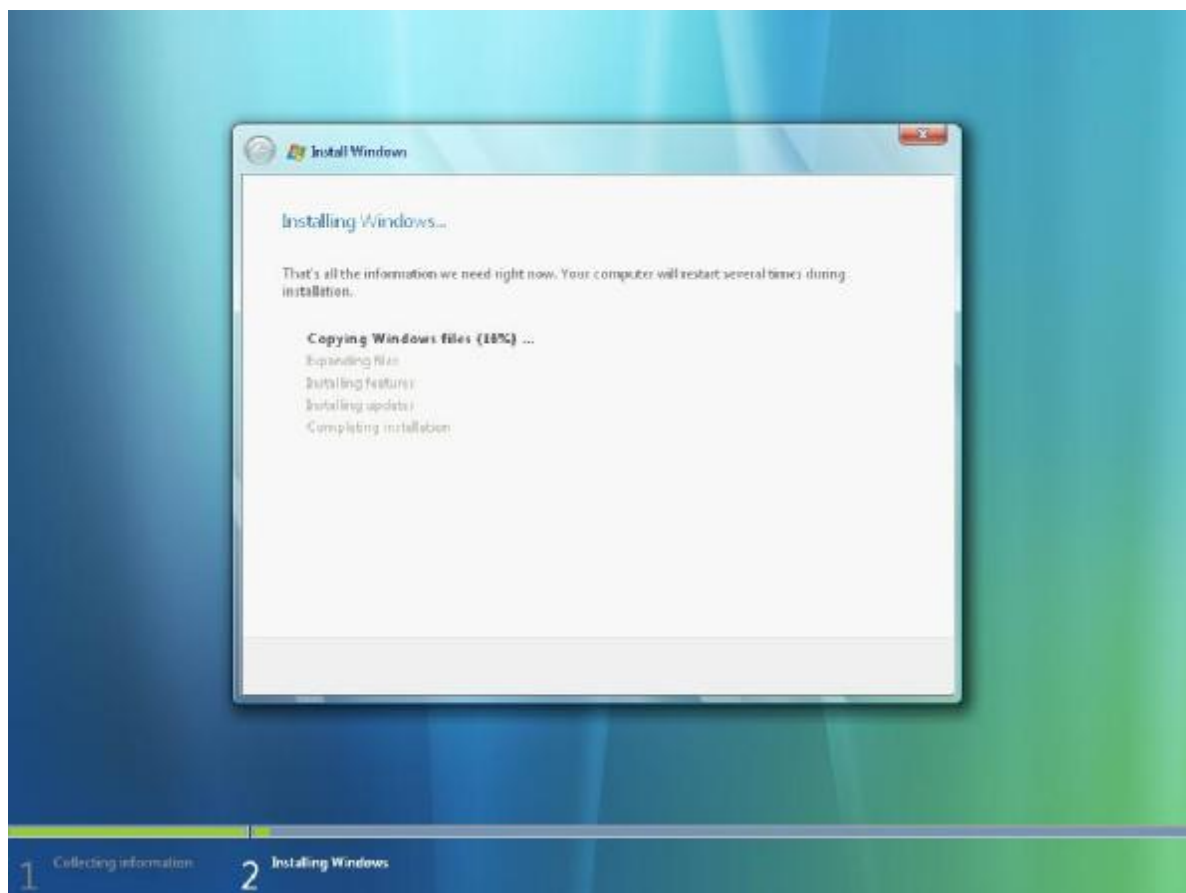 Install Windows
Installing Windows...
That's all the information we need right now. Your computer will restart several times during
installation.
Copying Windows files (18%) ...
Expanding files
Installing features
Installing updates
Completing installation
1 Collecting information
2 Installing Windows